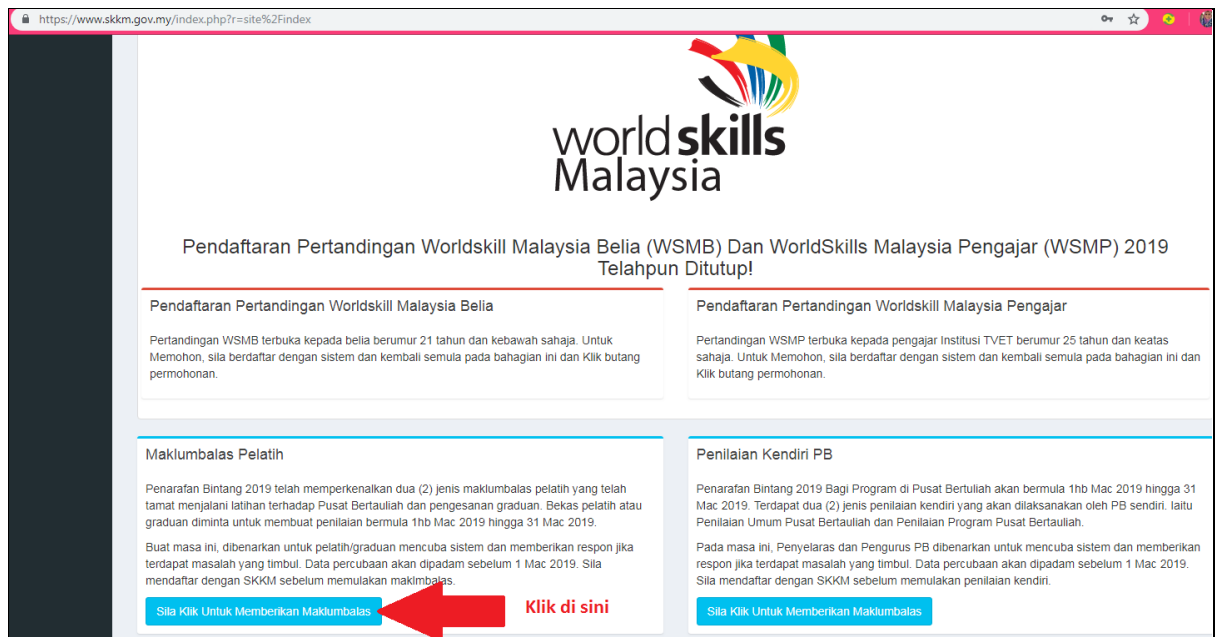 https://www.skkm.gov.my/index.php?r=site%2Findex
world skills
Malaysia
Pendaftaran Pertandingan Worldskill Malaysia Belia (WSMB) Dan WorldSkills Malaysia Pengajar (WSMP) 2019
Telahpun Ditutup!
Pendaftaran Pertandingan Worldskill Malaysia Belia
Pertandingan WSMB terbuka kepada belia berumur 21 tahun dan kebawah sahaja. Untuk
Memohon, sila berdaftar dengan sistem dan kembali semula pada bahagian ini dan Klik butang
permohonan.
Pendaftaran Pertandingan Worldskill Malaysia Pengajar
Pertandingan WSMP terbuka kepada pengajar Institusi TVET berumur 25 tahun dan keatas
sahaja. Untuk Memohon, sila berdaftar dengan sistem dan kembali semula pada bahagian ini dan
Klik butang permohonan.
Maklumbalas Pelatih
Penarafan Bintang 2019 telah memperkenalkan dua (2) jenis maklumbalas pelatih yang telah
tamat menjalani latihan terhadap Pusat Bertauliah dan pengesanan graduan. Bekas pelatih atau
graduan diminta untuk membuat penilaian bermula 1hb Mac 2019 hingga 31 Mac 2019.
Buat masa ini, dibenarkan untuk pelatih/graduan mencuba sistem dan memberikan respon jika
terdapat masalah yang timbul. Data percubaan akan dipadam sebelum 1 Mac 2019. Sila
mendaftar dengan SKKM sebelum memulakan maklmbalas.
Sila Klik Untuk Memberikan Maklumbalas
Klik di sini
Penilaian Kendiri PB
Penarafan Bintang 2019 Bagi Program di Pusat Bertuliah akan bermula 1hb Mac 2019 hingga 31
Mac 2019. Terdapat dua (2) jenis penilaian kendiri yang akan dilaksanakan oleh PB sendiri. Iaitu
Penilaian Umum Pusat Bertauliah dan Penilaian Program Pusat Bertauliah.
Pada masa ini, Penyelaras dan Pengurus PB dibenarkan untuk mencuba sistem dan memberikan
respon jika terdapat masalah yang timbul. Data percubaan akan dipadam sebelum 1 Mac 2019.
Sila mendaftar dengan SKKM sebelum memulakan penilaian kendiri.
Sila Klik Untuk Memberikan Maklumbalas